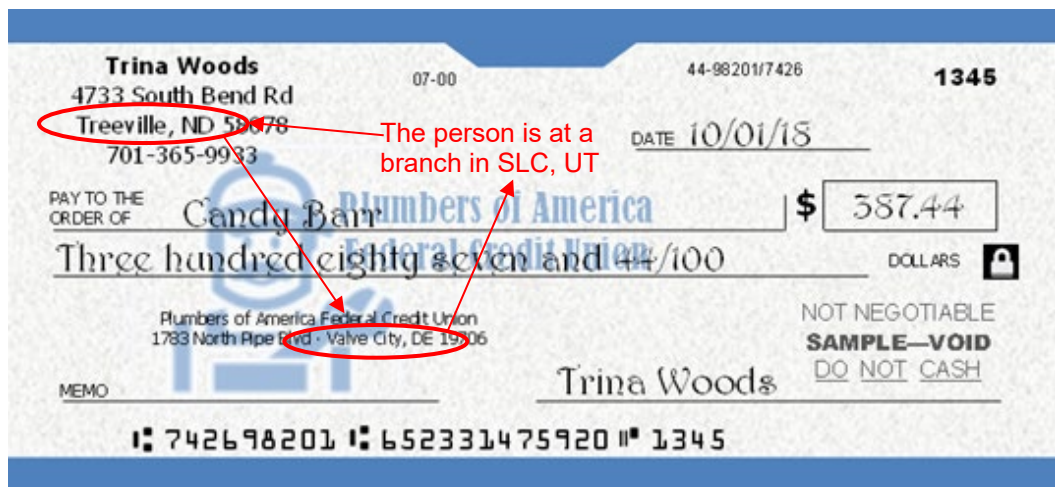 Trina Woods
4733 South Bend Rd
Treeville, ND 58078
701-365-9933
07-00
44-98201/7426
1345
The person is at a
branch in SLC, UT
DATE 10/01/18
PAY TO THE
ORDER OF Candy Barr $ 387.44
Plumbers of America
Federal Credit Union
Three hundred eighty seven and 44/100 DOLLARS
Plumbers of America Federal Credit Union
1783 North Pipe Blvd · Valve City, DE 19806
NOT NEGOTIABLE
SAMPLE—VOID
DO NOT CASH
MEMO
Trina Woods
⑆ 742698201 ⑆ 652331475920 ⑈ 1345